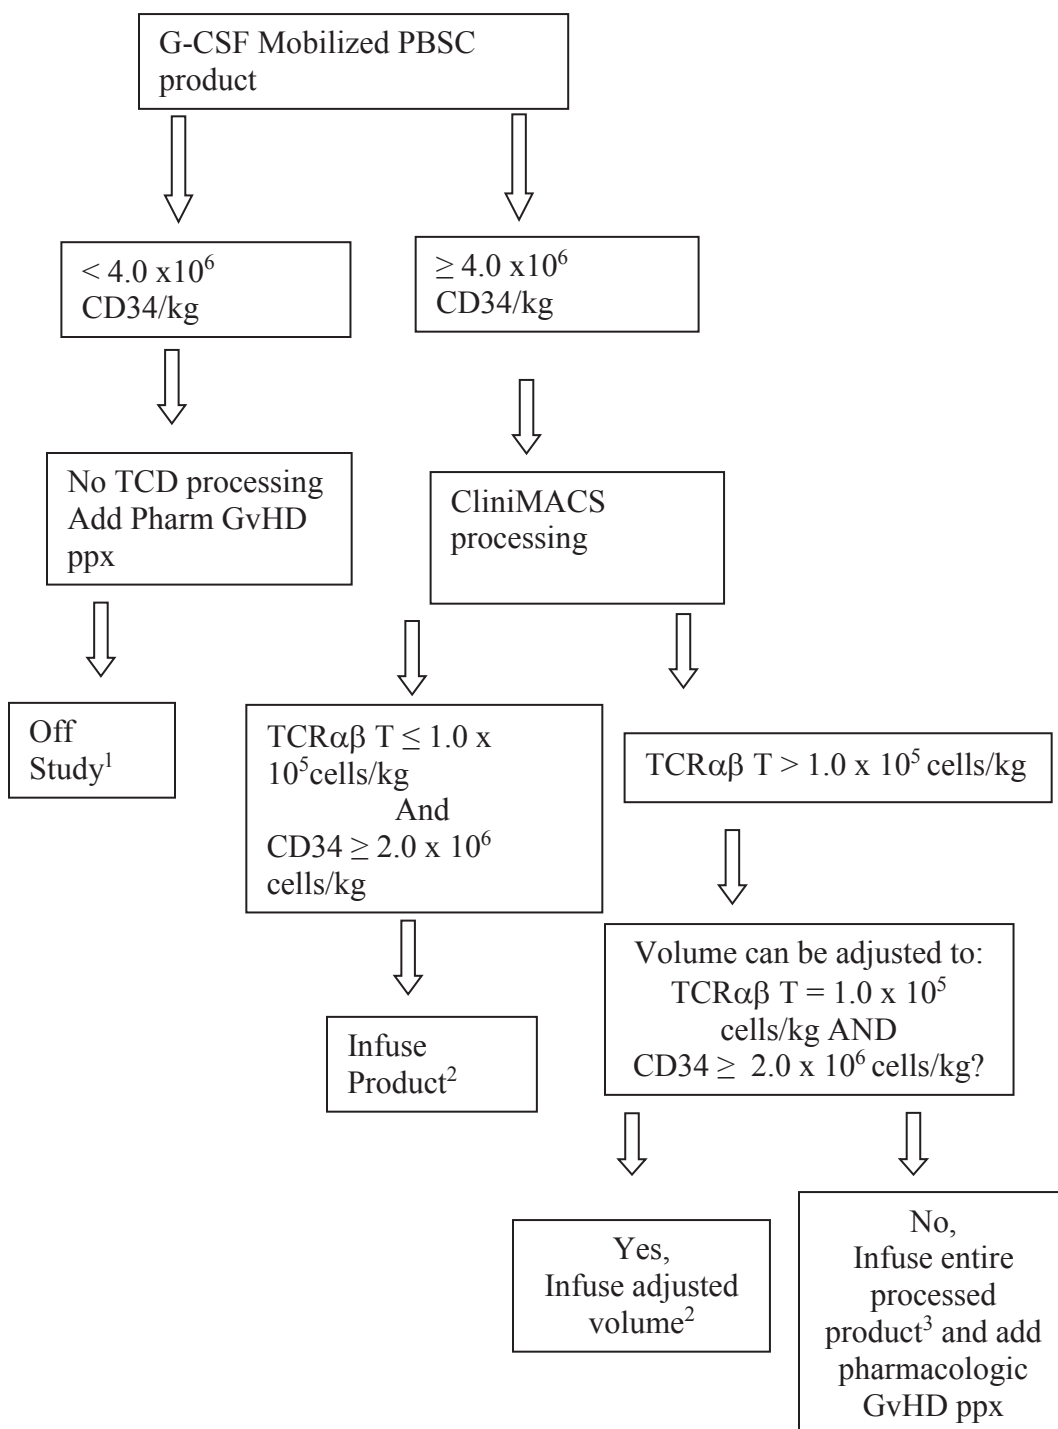 G-CSF Mobilized PBSC
product
< 4.0 x10⁶
CD34/kg
≥ 4.0 x10⁶
CD34/kg
No TCD processing
Add Pharm GvHD
ppx
CliniMACS
processing
Off
Study¹
TCRαβ T ≤ 1.0 x
10⁵cells/kg
And
CD34 ≥ 2.0 x 10⁶
cells/kg
TCRαβ T > 1.0 x 10⁵ cells/kg
Infuse
Product²
Volume can be adjusted to:
TCRαβ T = 1.0 x 10⁵
cells/kg AND
CD34 ≥ 2.0 x 10⁶ cells/kg?
Yes,
Infuse adjusted
volume²
No,
Infuse entire
processed
product³ and add
pharmacologic
GvHD ppx